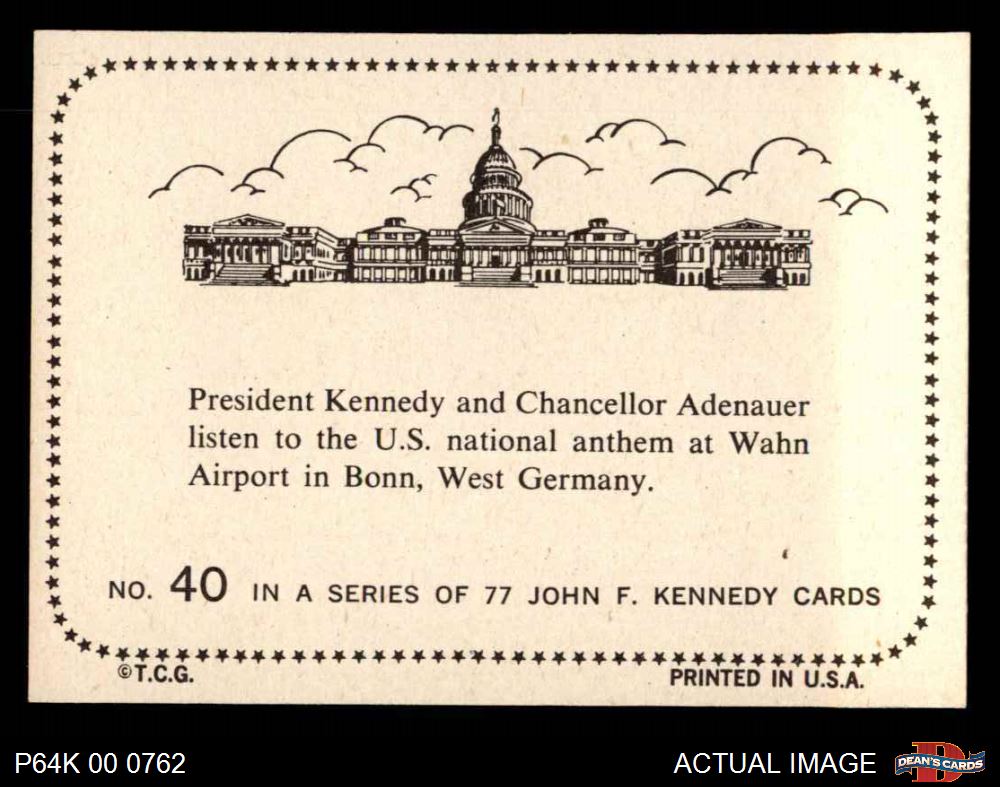 President Kennedy and Chancellor Adenauer
listen to the U.S. national anthem at Wahn
Airport in Bonn, West Germany.
NO. 40 IN A SERIES OF 77 JOHN F. KENNEDY CARDS
©T.C.G. PRINTED IN U.S.A.
P64K 00 0762 ACTUAL IMAGE D DEAN'S CARDS